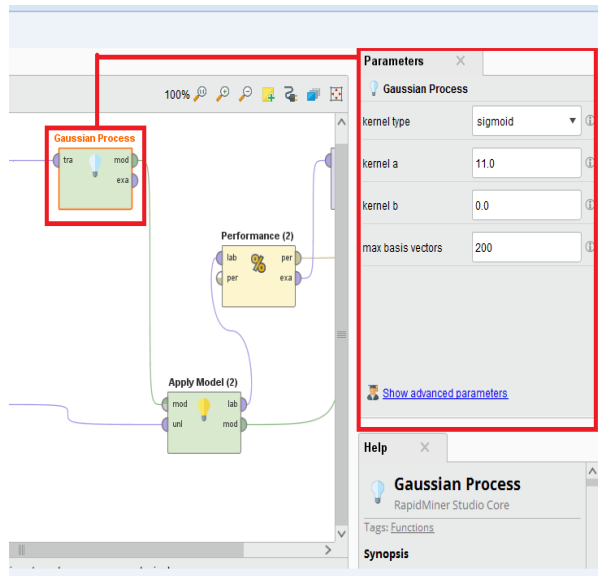 Parameters
Gaussian Process
kernel type sigmoid
kernel a 11.0
kernel b 0.0
max basis vectors 200
Show advanced parameters
100%
Gaussian Process
tra mod
exa
Performance (2)
lab % per
per exa
Apply Model (2)
mod lab
unl mod
Help
Gaussian Process
RapidMiner Studio Core
Tags: Functions
Synopsis